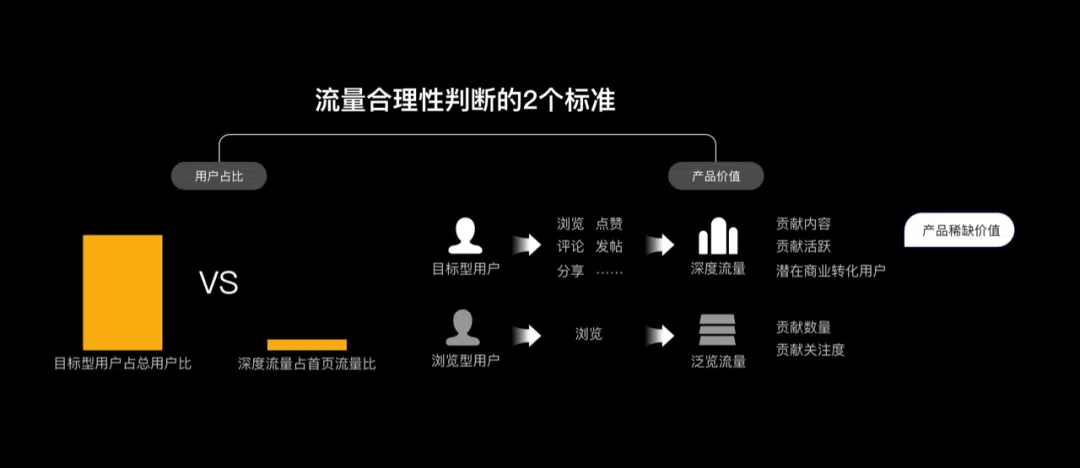 流量合理性判断的2个标准
用户占比
产品价值
VS
目标型用户占总用户比
深度流量占首页流量比
目标型用户
浏览 点赞
评论 发帖
分享 ……
深度流量
贡献内容
贡献活跃
潜在商业转化用户
产品稀缺价值
浏览型用户
浏览
泛览流量
贡献数量
贡献关注度